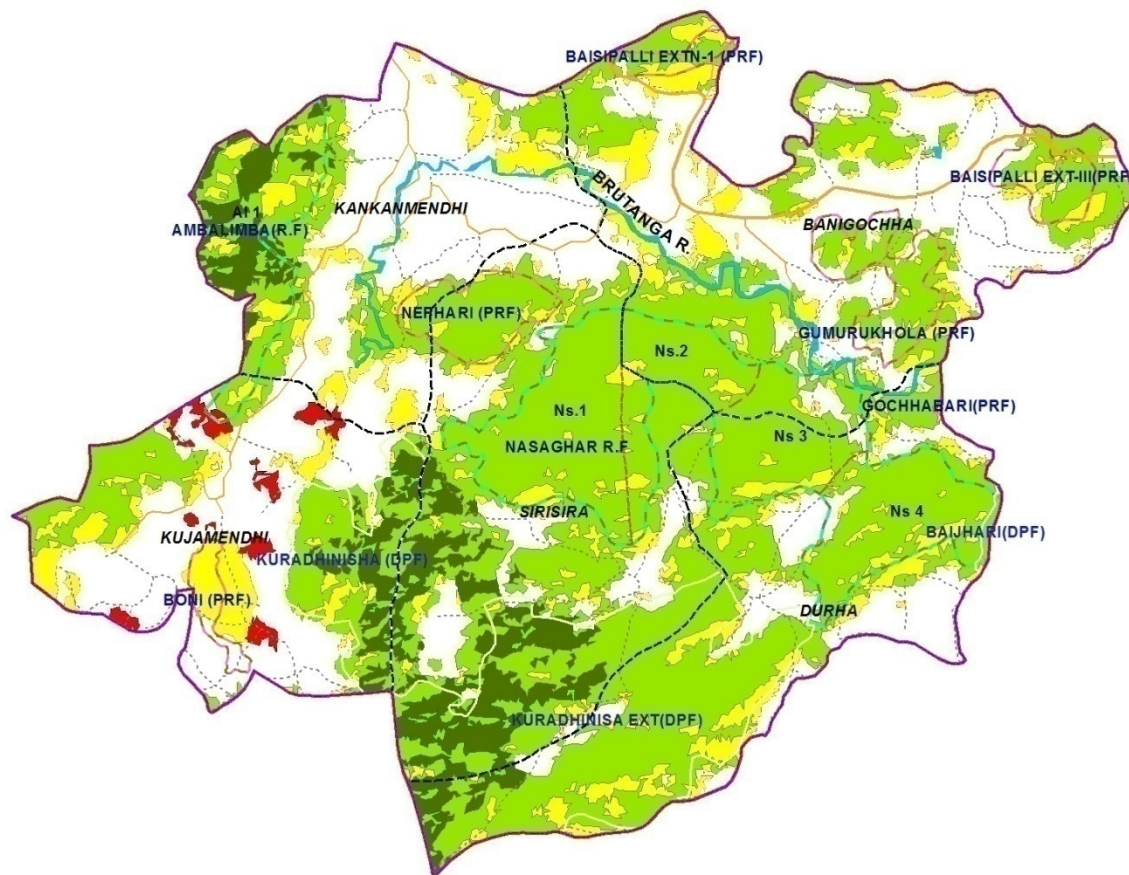 BAISIPALLI EXTN-1 (PRF)
BAISIPALLI EXT-III(PRF
BRUTANGA R.
KANKANMENDHI
AI 1
AMBALIMBA(R.F)
BANIGOCHHA
NEPHARI (PRF)
GUMURUKHOLA (PRF)
Ns.2
Ns.1
GOCHHABARI(PRF)
Ns 3
NASAGHAR R.F
SIRISIRA
Ns 4
BAIJHARI(DPF)
KUJAMENDHI
KURADHINISHA (DPF)
BONI (PRF)
DURHA
KURADHINISA EXT(DPF)